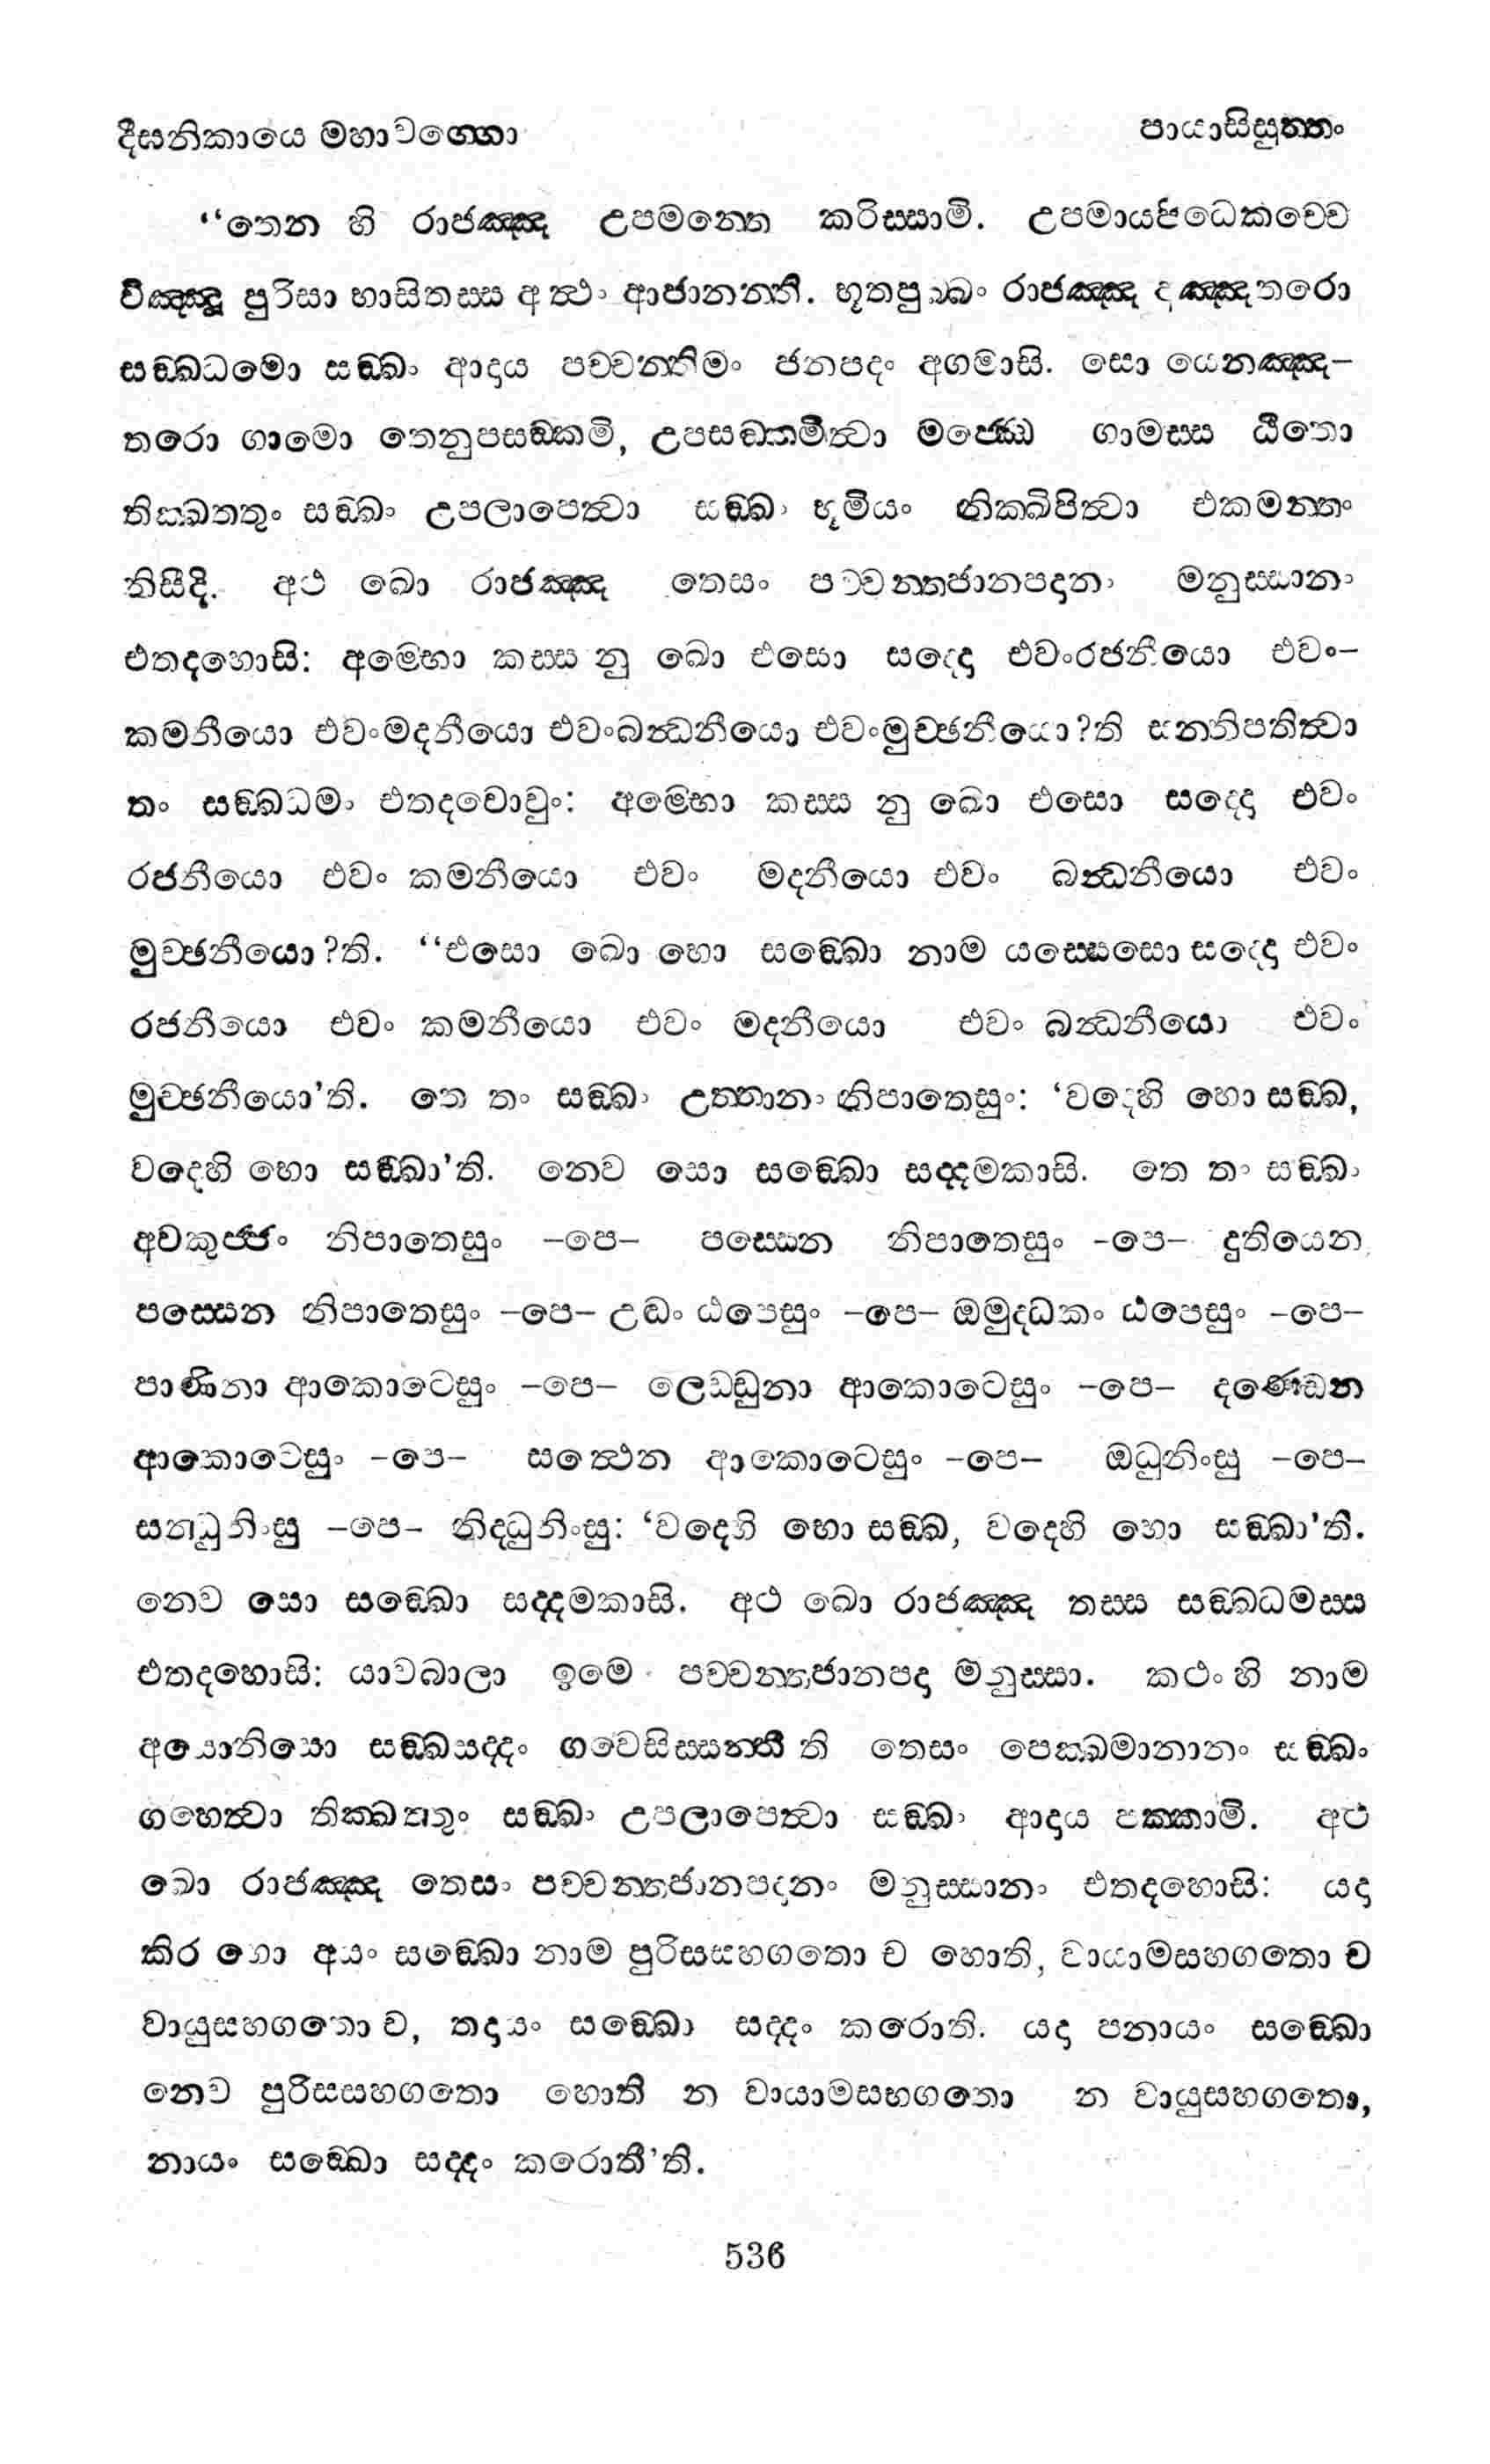 දීඝනිකායෙ මහාවග්ගො
පායාසිසුත්තං
“තෙන හි රාජඤ්ඤ උපමන්තෙ කරිස්සාමි. උපමායපිධෙකච්චෙ
විඤ්ඤූ පුරිසා භාසිතස්ස අත්ථං ආජානන්ති. භූතපුබ්බං රාජඤ්ඤ දඤ්ඤතරො
සඞ්ඛධමො සඞ්ඛං ආදාය පච්චන්තිමං ජනපදං අගමාසි. සො යෙනඤ්ඤ–
තරො ගාමො තෙනුපසඞ්කමි, උපසඞ්කමිත්වා මජ්ඣෙ ගාමස්ස ඨිතො
තික්ඛතතුං සඞ්ඛං උපලාපෙත්වා සඞ්ඛං භූමියං නික්ඛිපිත්වා එකමන්තං
නිසීදි. අථ ඛො රාජඤ්ඤ තෙසං පච්චන්තජානපදානං මනුස්සානං
එතදහොසි: අම්භො කස්ස නු ඛො එසො සද්දො එවංරජනීයො එවං–
කමනීයො එවංමදනීයො එවංබන්ධනීයො එවංමුච්ඡනීයො?ති සන්නිපතිත්වා
තං සඞ්ඛධමං එතදවොචුං: අම්භො කස්ස නු ඛො එසො සද්දො එවං
රජනීයො එවං කමනීයො එවං මදනීයො එවං බන්ධනීයො එවං
මුච්ඡනීයො?ති. “එසො ඛො හො සඞ්ඛො නාම යස්සෙසො සද්දො එවං
රජනීයො එවං කමනීයො එවං මදනීයො එවං බන්ධනීයො එවං
මුච්ඡනීයො’ති. තෙ තං සඞ්ඛං උත්තානං නිපාතෙසුං: ‘වදෙහි හො සඞ්ඛ,
වදෙහි භො සඞ්ඛා’ති. නෙව සො සඞ්ඛො සද්දමකාසි. තෙ තං සඞ්ඛං
අවකුජ්ජං නිපාතෙසුං –පෙ– පස්සෙන නිපාතෙසුං –පෙ– දුතියෙන
පස්සෙන නිපාතෙසුං –පෙ– උද්ධං ඨපෙසුං –පෙ– ඔමුද්ධකං ඨපෙසුං –පෙ–
පාණිනා ආකොටෙසුං –පෙ– ලෙඩ්ඩුනා ආකොටෙසුං –පෙ– දණ්ඩෙන
ආකොටෙසුං –පෙ– සත්ථෙන ආකොටෙසුං –පෙ– ඔධුනිංසු –පෙ–
සන්ධුනිංසු –පෙ– නිද්ධුනිංසු: ‘වදෙහි භො සඞ්ඛ, වදෙහි හො සඞ්ඛා’ති.
නෙව සො සඞ්ඛො සද්දමකාසි. අථ ඛො රාජඤ්ඤ තස්ස සඞ්ඛධමස්ස
එතදහොසි: යාවබාලා ඉමෙ පච්චන්තජානපදා මනුස්සා. කථං හි නාම
අයොනිසො සඞ්ඛසද්දං ගවෙසිස්සන්තී ති තෙසං පෙක්ඛමානානං සඞ්ඛං
ගහෙත්වා තික්ඛත්තුං සඞ්ඛං උපලාපෙත්වා සඞ්ඛං ආදාය පක්කාමි. අථ
ඛො රාජඤ්ඤ තෙසං පච්චන්තජානපදානං මනුස්සානං එතදහොසි: යදා
කිර හො අයං සඞ්ඛො නාම පුරිසසහගතො ච හොති, වායාමසහගතො ච
වායුසහගතො ච, තදායං සඞ්ඛො සද්දං කරොති. යදා පනායං සඞ්ඛො
නෙව පුරිසසහගතො හොති න වායාමසභගතො න වායුසහගතො,
නායං සඞ්ඛො සද්දං කරොතී’ති.
536